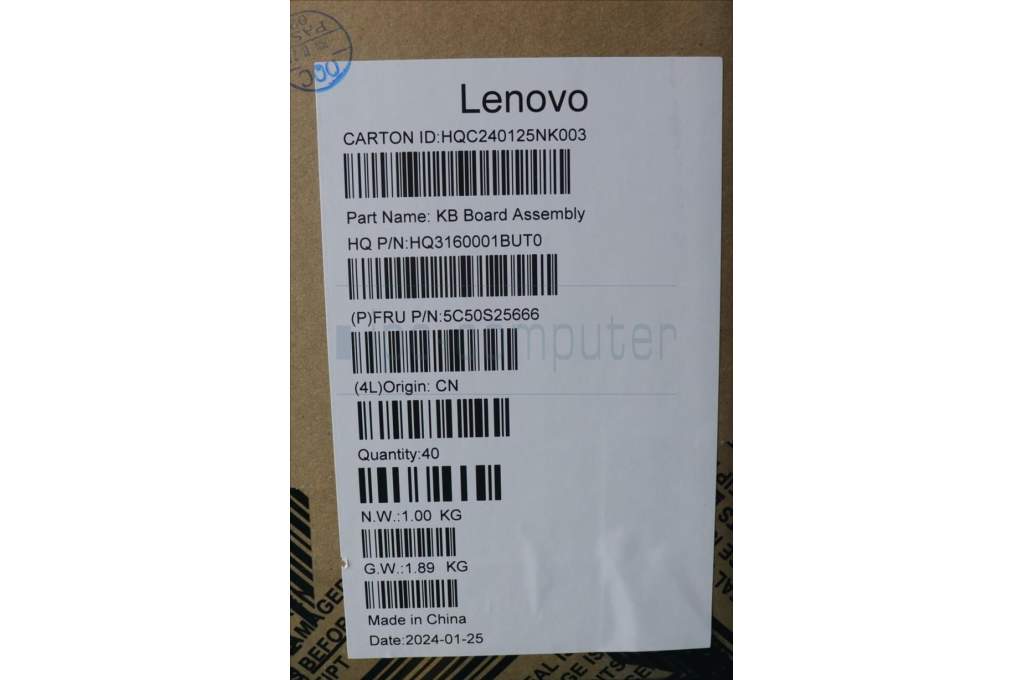 Lenovo
CARTON ID:HQC240125NK003
Part Name: KB Board Assembly
HQ P/N:HQ3160001BUT0
(P)FRU P/N:5C50S25666
computer
(4L)Origin: CN
Quantity:40
N.W.:1.00 KG
G.W.:1.89 KG
Made in China
Date:2024-01-25